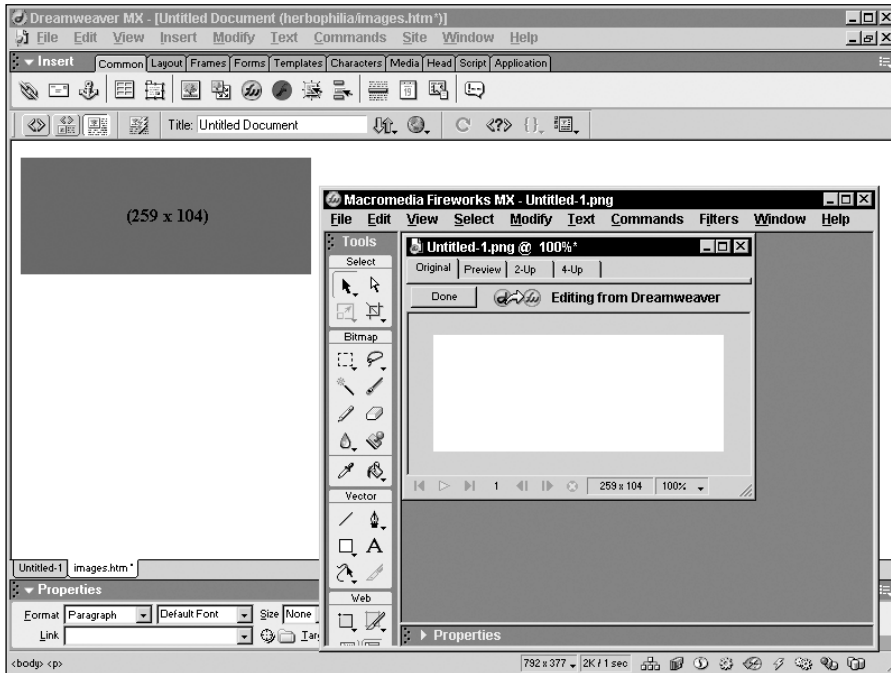 Dreamweaver MX - [Untitled Document (herbophilia/images.htm*)]
File Edit View Insert Modify Text Commands Site Window Help
Insert Common Layout Frames Forms Templates Characters Media Head Script Application
Title: Untitled Document
(259 x 104)
Macromedia Fireworks MX - Untitled-1.png
File Edit View Select Modify Text Commands Filters Window Help
Tools
Untitled-1.png @ 100%*
Select
Original Preview 2-Up 4-Up
Done Editing from Dreamweaver
Bitmap
1 259 x 104 100%
Vector
A
Web
Properties
Untitled-1 images.htm*
Properties
Format Paragraph Default Font Size None
Link Tar
<body> <p> 792 x 377 2K / 1 sec